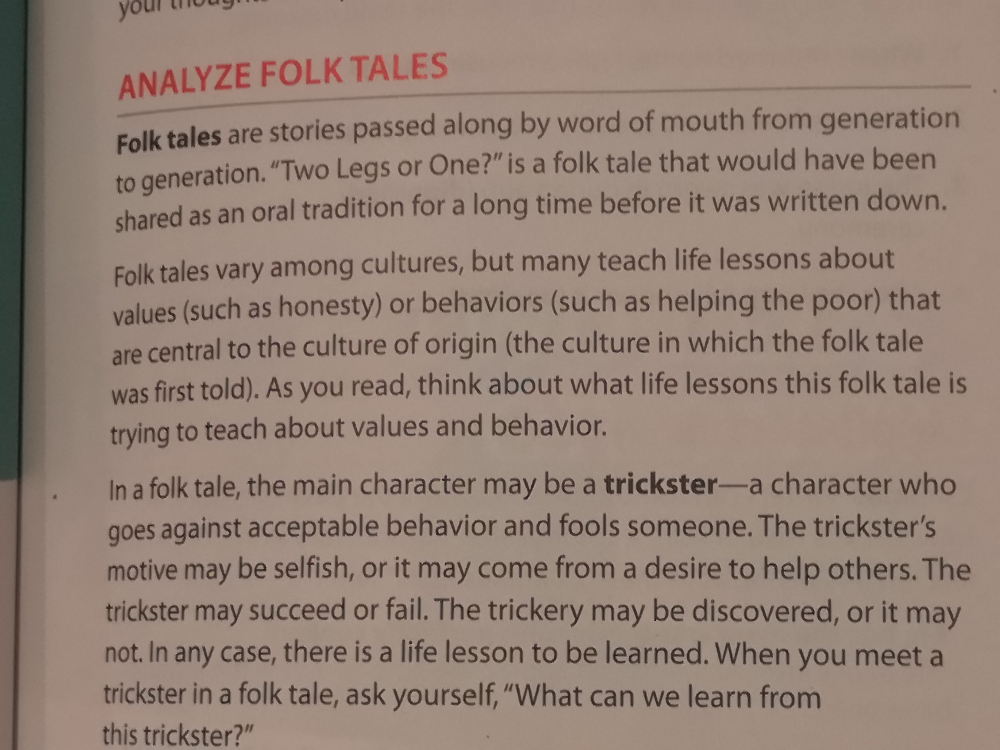 your
ANALYZE FOLK TALES
Folk tales are stories passed along by word of mouth from generation
to generation. “Two Legs or One?” is a folk tale that would have been
shared as an oral tradition for a long time before it was written down.
Folk tales vary among cultures, but many teach life lessons about
values (such as honesty) or behaviors (such as helping the poor) that
are central to the culture of origin (the culture in which the folk tale
was first told). As you read, think about what life lessons this folk tale is
trying to teach about values and behavior.
In a folk tale, the main character may be a trickster—a character who
goes against acceptable behavior and fools someone. The trickster’s
motive may be selfish, or it may come from a desire to help others. The
trickster may succeed or fail. The trickery may be discovered, or it may
not. In any case, there is a life lesson to be learned. When you meet a
trickster in a folk tale, ask yourself, “What can we learn from
this trickster?”